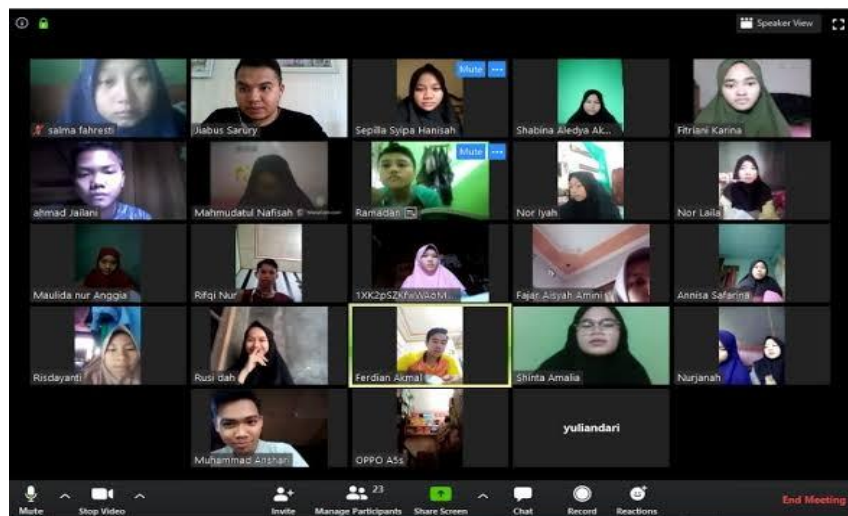 Speaker View
Mute
salma fahresti
Jiabus Sarury
Sepilla Syipa Hanisah
Shabina Aledya Ak...
Fitriani Karina
Mute
ahmad Jailani
Mahmudatul Nafisah
Ramadan
Nor Iyah
Nor Laila
Maulida nur Anggia
Rifqi Nur
Fajar Aisyah Amini
Annisa Safarina
Risdayanti
Rusi dah
Ferdian Akmal
Shinta Amalia
Nurjanah
Muhammad Anshari
OPPO A5s
yuliandari
23
Mute
Stop Video
Invite
Manage Participants
Share Screen
Chat
Record
Reactions
End Meeting